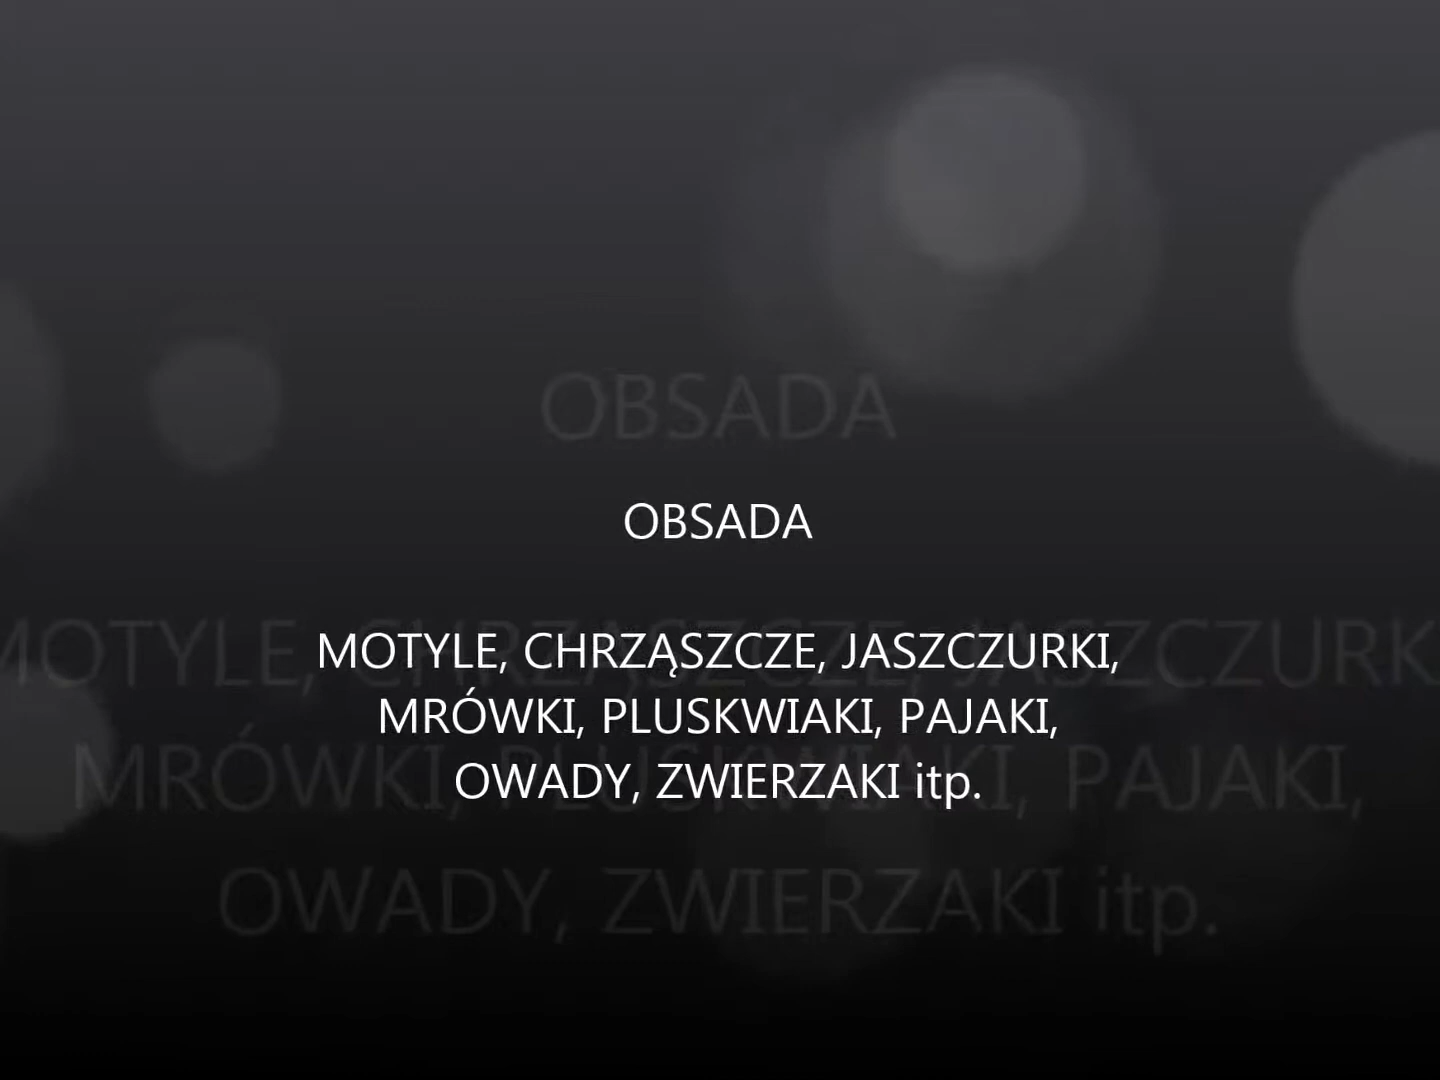 OBSADA
MOTYLE, CHRZĄSZCZE, JASZCZURKI,
MRÓWKI, PLUSKWIAKI, PAJAKI,
OWADY, ZWIERZAKI itp.